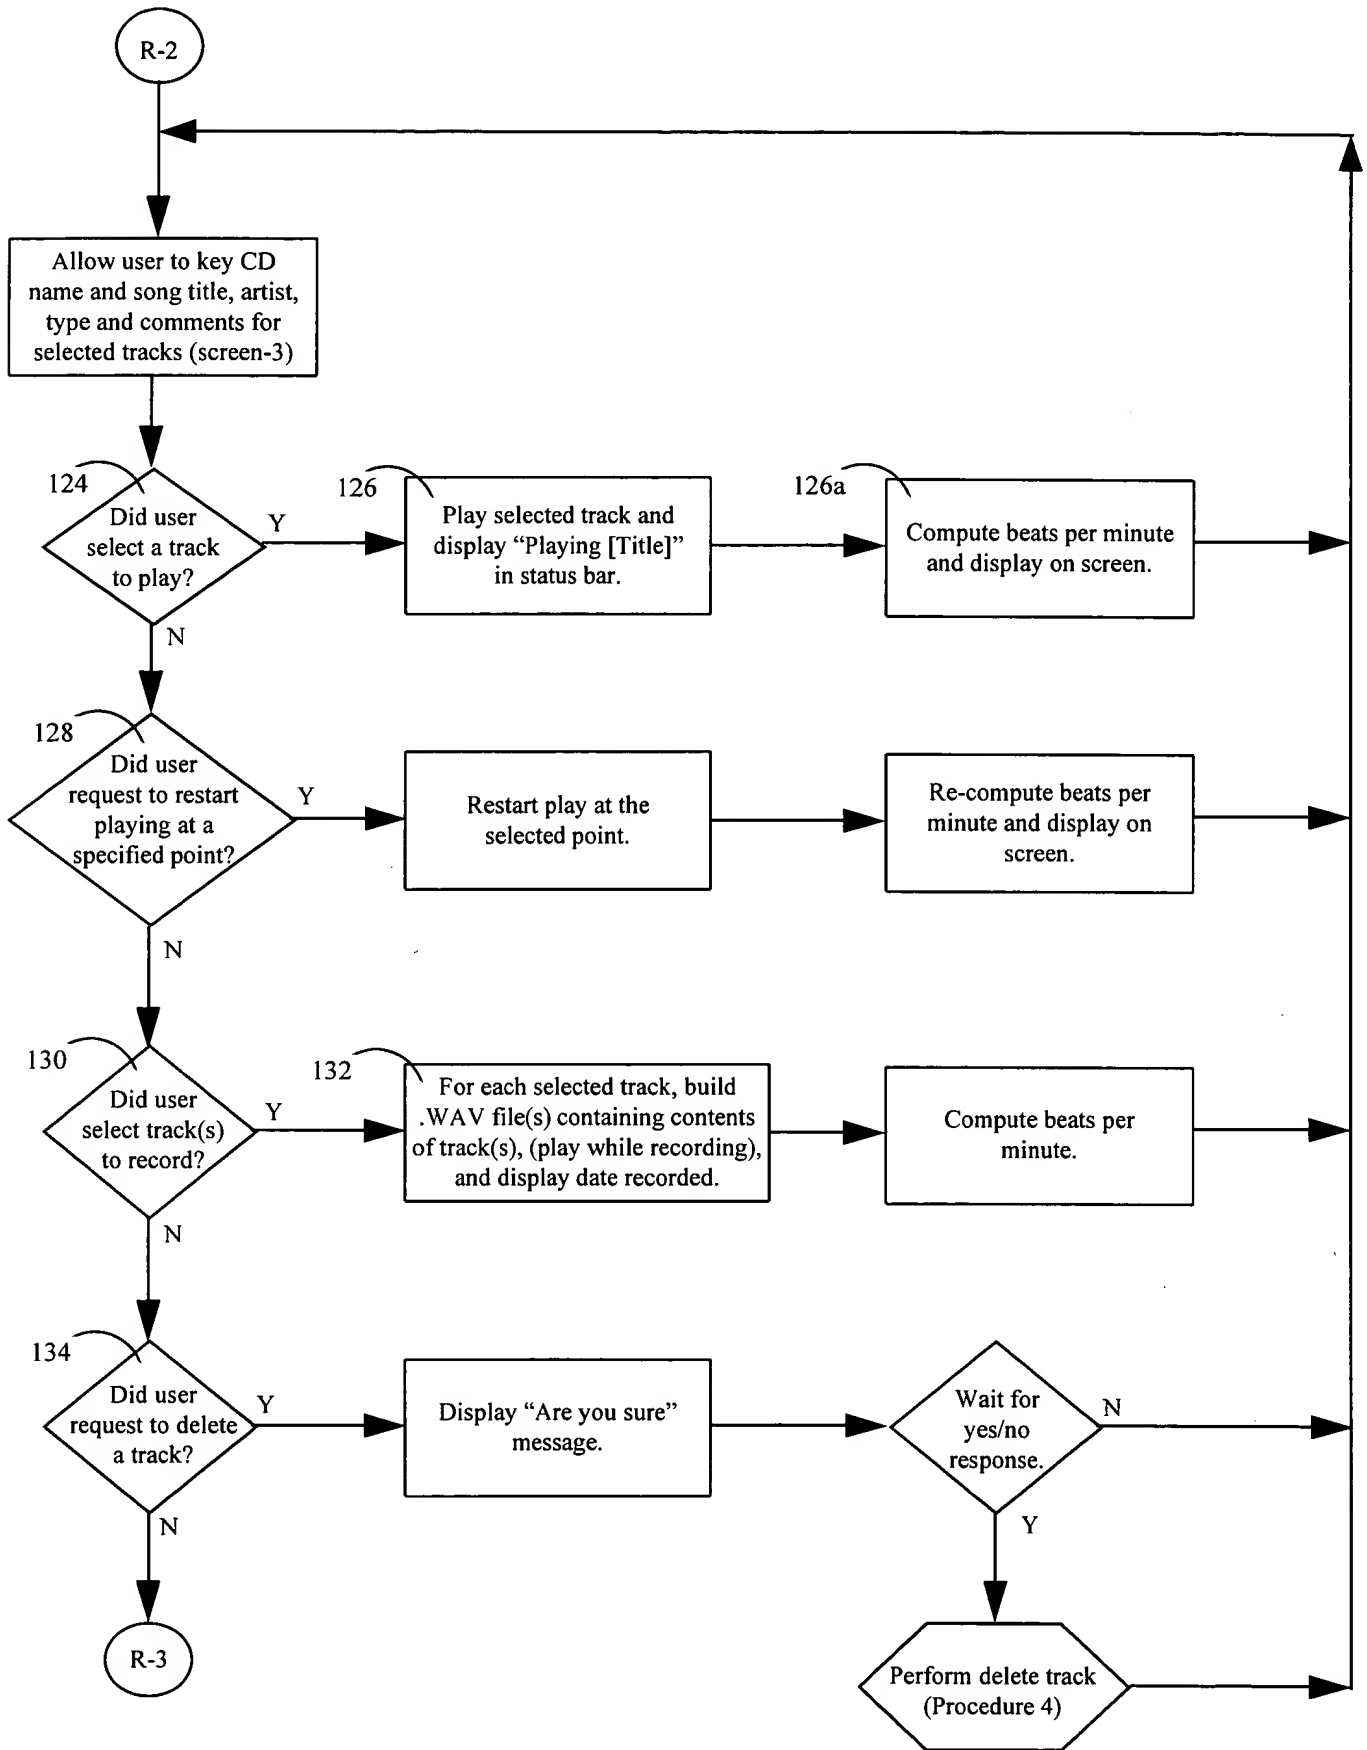 R-2
Allow user to key CD
name and song title, artist,
type and comments for
selected tracks (screen-3)
124
Did user
select a track
to play?
Y
N
126
Play selected track and
display “Playing [Title]”
in status bar.
126a
Compute beats per minute
and display on screen.
128
Did user
request to restart
playing at a
specified point?
Y
N
Restart play at the
selected point.
Re-compute beats per
minute and display on
screen.
130
Did user
select track(s)
to record?
Y
N
132
For each selected track, build
.WAV file(s) containing contents
of track(s), (play while recording),
and display date recorded.
Compute beats per
minute.
134
Did user
request to delete
a track?
Y
N
Display “Are you sure”
message.
Wait for
yes/no
response.
N
Y
R-3
Perform delete track
(Procedure 4)